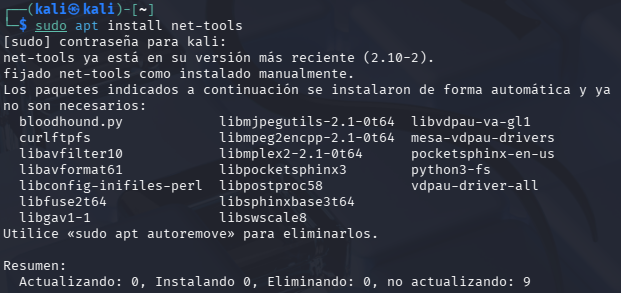 ┌──(kali㉿kali)-[~]
└─$ sudo apt install net-tools
[sudo] contraseña para kali:
net-tools ya está en su versión más reciente (2.10-2).
fijado net-tools como instalado manualmente.
Los paquetes indicados a continuación se instalaron de forma automática y ya
no son necesarios:
  bloodhound.py            libmjpegutils-2.1-0t64  libvdpau-va-gl1
  curlftpfs                libmpeg2encpp-2.1-0t64  mesa-vdpau-drivers
  libavfilter10            libmplex2-2.1-0t64      pocketsphinx-en-us
  libavformat61            libpocketsphinx3        python3-fs
  libconfig-inifiles-perl  libpostproc58           vdpau-driver-all
  libfuse2t64              libsphinxbase3t64
  libgav1-1                libswscale8
Utilice «sudo apt autoremove» para eliminarlos.

Resumen:
  Actualizando: 0, Instalando 0, Eliminando: 0, no actualizando: 9